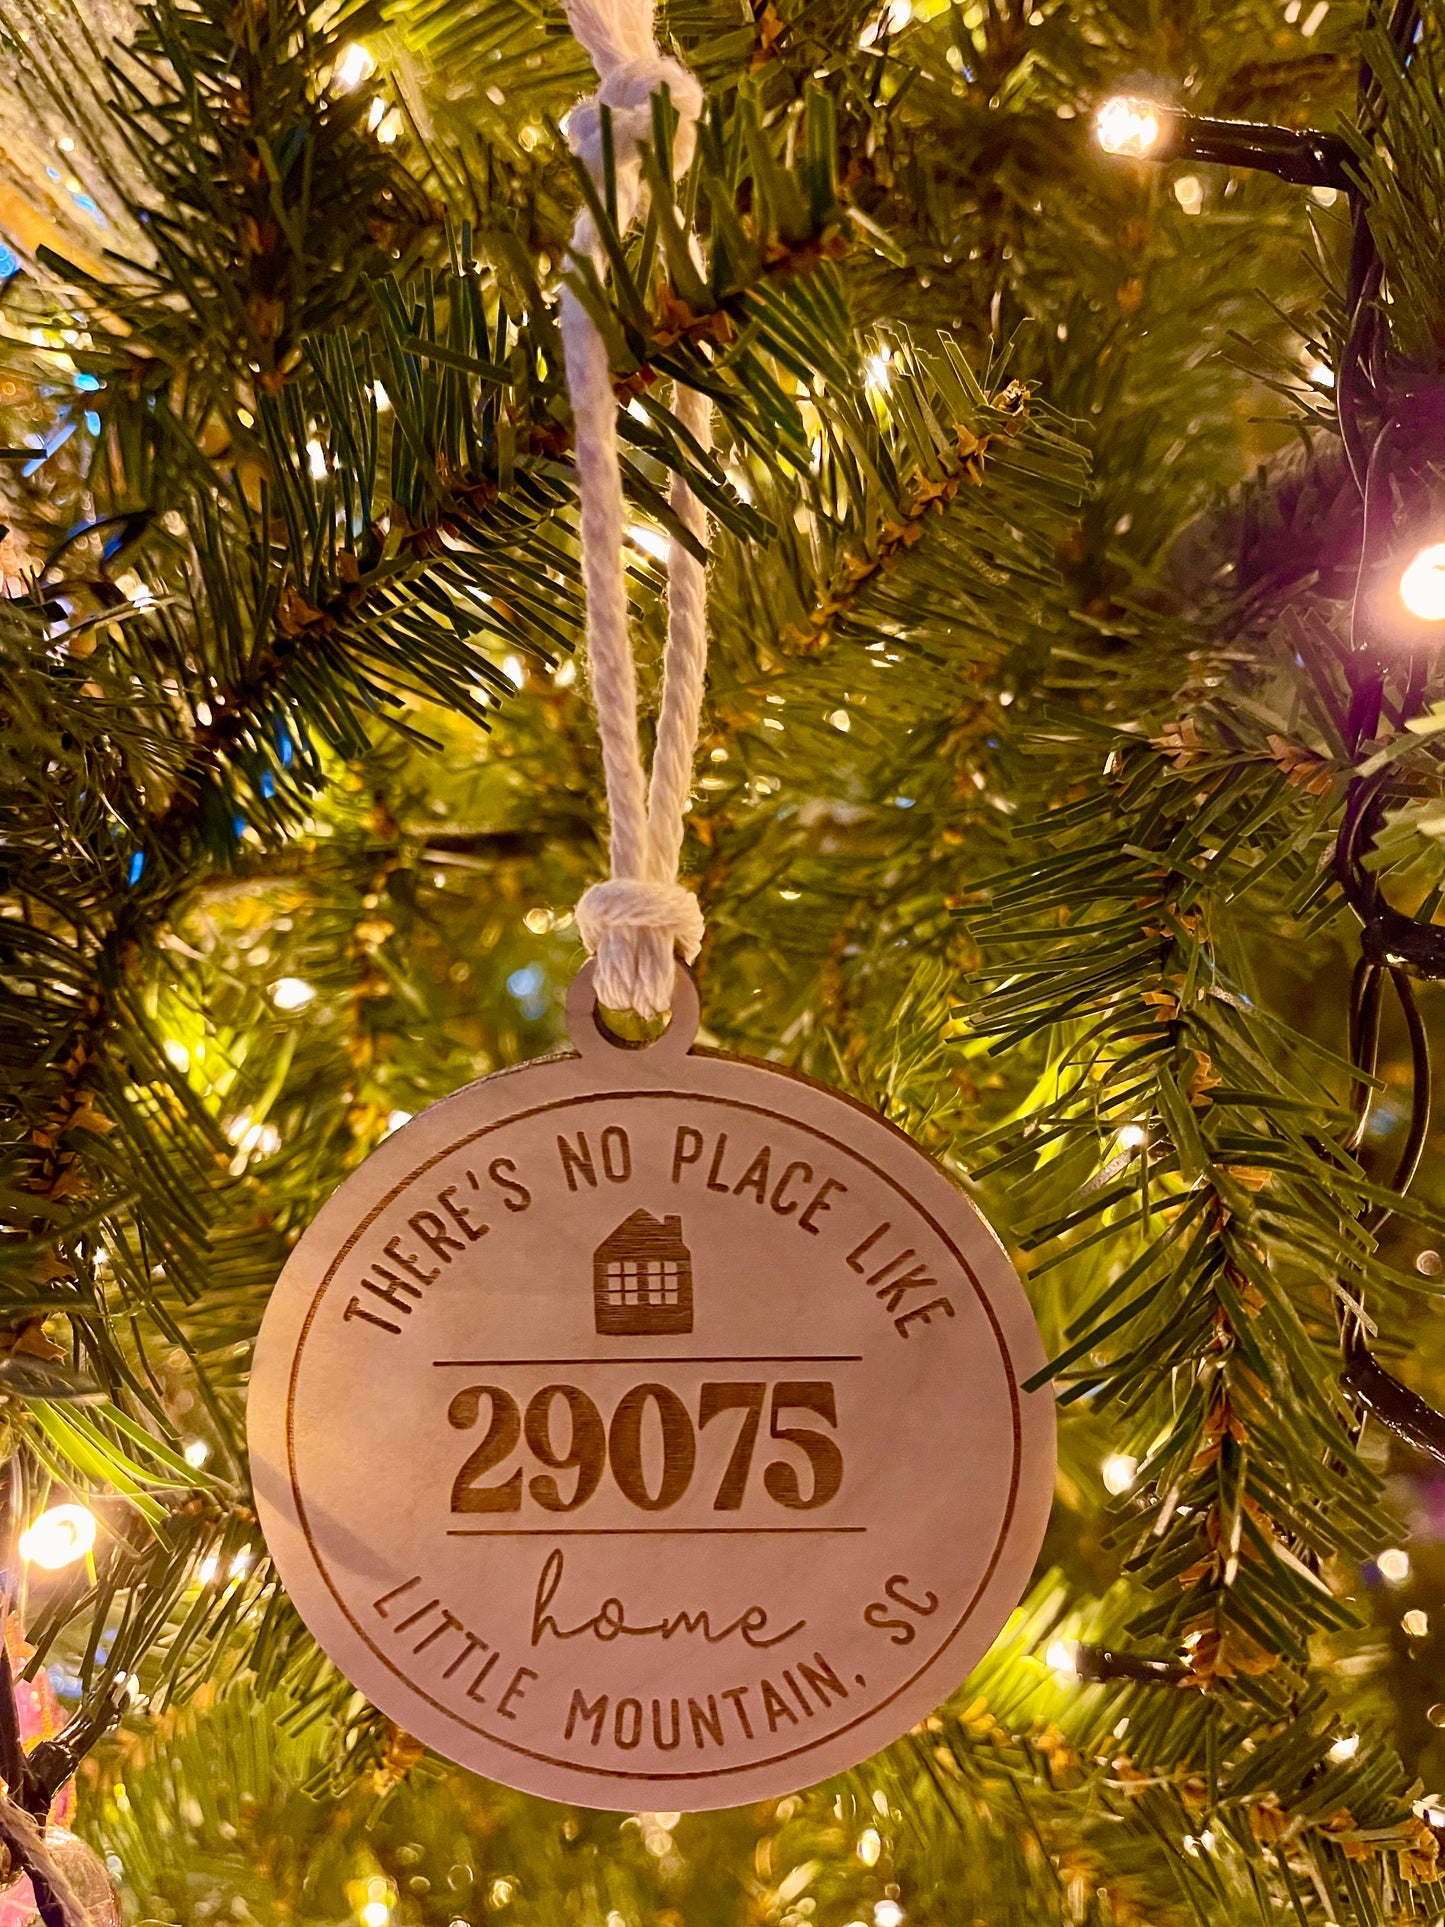 THERE'S NO PLACE LIKE
29075
home
LITTLE MOUNTAIN, SC